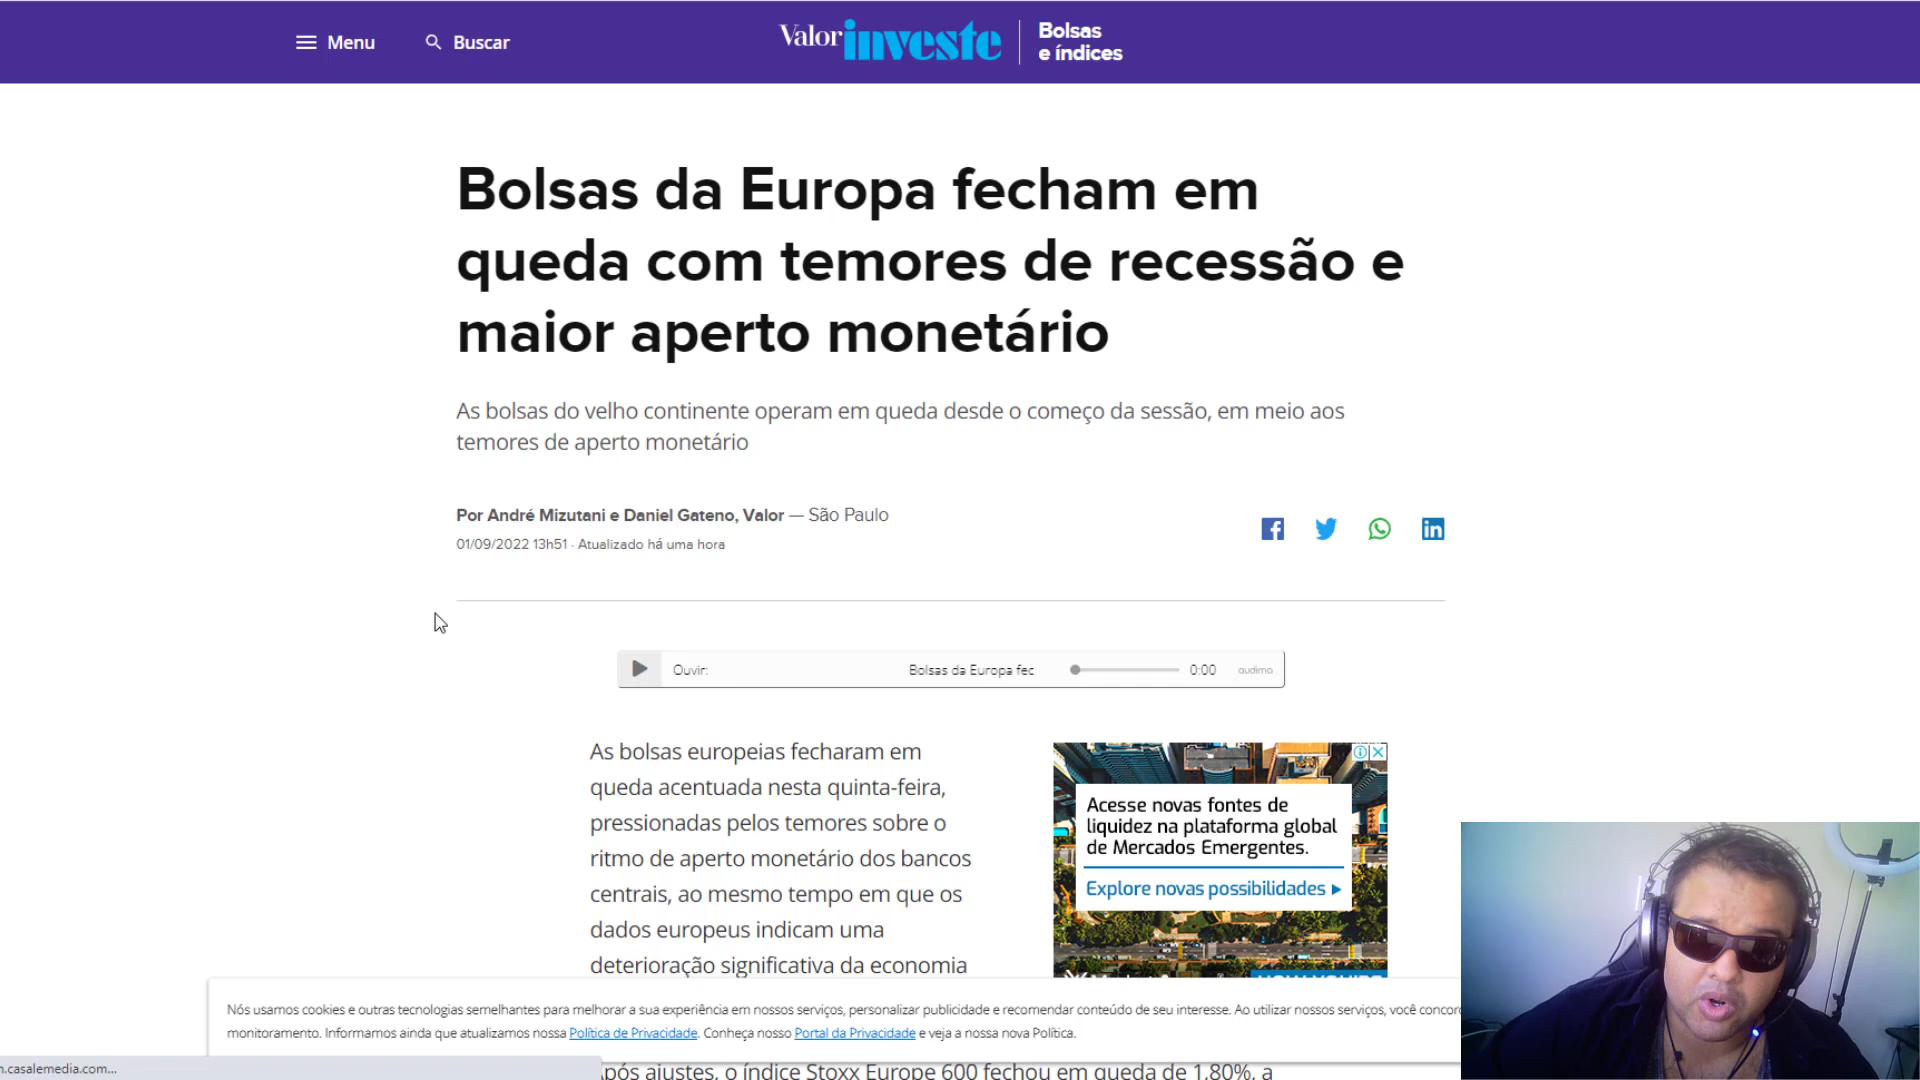 Menu
Buscar
Valor investe
Bolsas
e índices
Bolsas da Europa fecham em
queda com temores de recessão e
maior aperto monetário
As bolsas do velho continente operam em queda desde o começo da sessão, em meio aos
temores de aperto monetário
Por André Mizutani e Daniel Gateno, Valor — São Paulo
01/09/2022 13h51 · Atualizado há uma hora
Ouvir:
Bolsas da Europa fec
0:00
audima
As bolsas europeias fecharam em
queda acentuada nesta quinta-feira,
pressionadas pelos temores sobre o
ritmo de aperto monetário dos bancos
centrais, ao mesmo tempo em que os
dados europeus indicam uma
deterioração significativa da economia
Acesse novas fontes de
liquidez na plataforma global
de Mercados Emergentes.
Explore novas possibilidades
Nós usamos cookies e outras tecnologias semelhantes para melhorar a sua experiência em nossos serviços, personalizar publicidade e recomendar conteúdo de seu interesse. Ao utilizar nossos serviços, você concor
monitoramento. Informamos ainda que atualizamos nossa Política de Privacidade. Conheça nosso Portal da Privacidade e veja a nossa nova Política.
n.casalemedia.com...
pós ajustes, o índice Stoxx Europe 600 fechou em queda de 1,80%, a